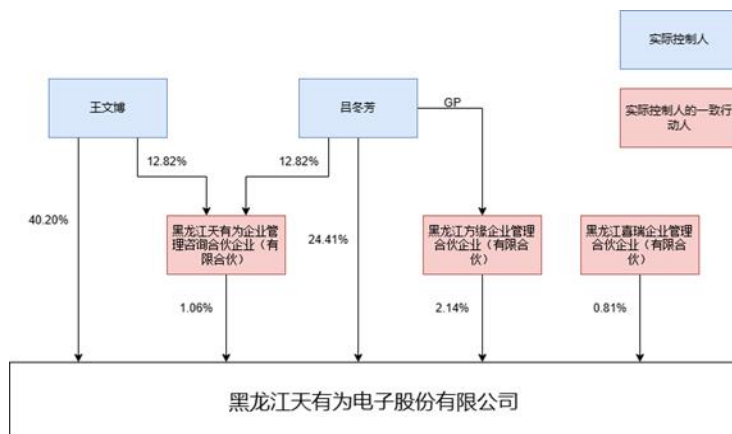 实际控制人
王文博
吕冬芳
GP
实际控制人的一致行
动人
12.82%
12.82%
40.20%
黑龙江天有为企业管
理咨询合伙企业（有
限合伙）
24.41%
黑龙江方缘企业管理
合伙企业（有限合
伙）
黑龙江喜瑞企业管理
合伙企业（有限合
伙）
1.06%
2.14%
0.81%
黑龙江天有为电子股份有限公司